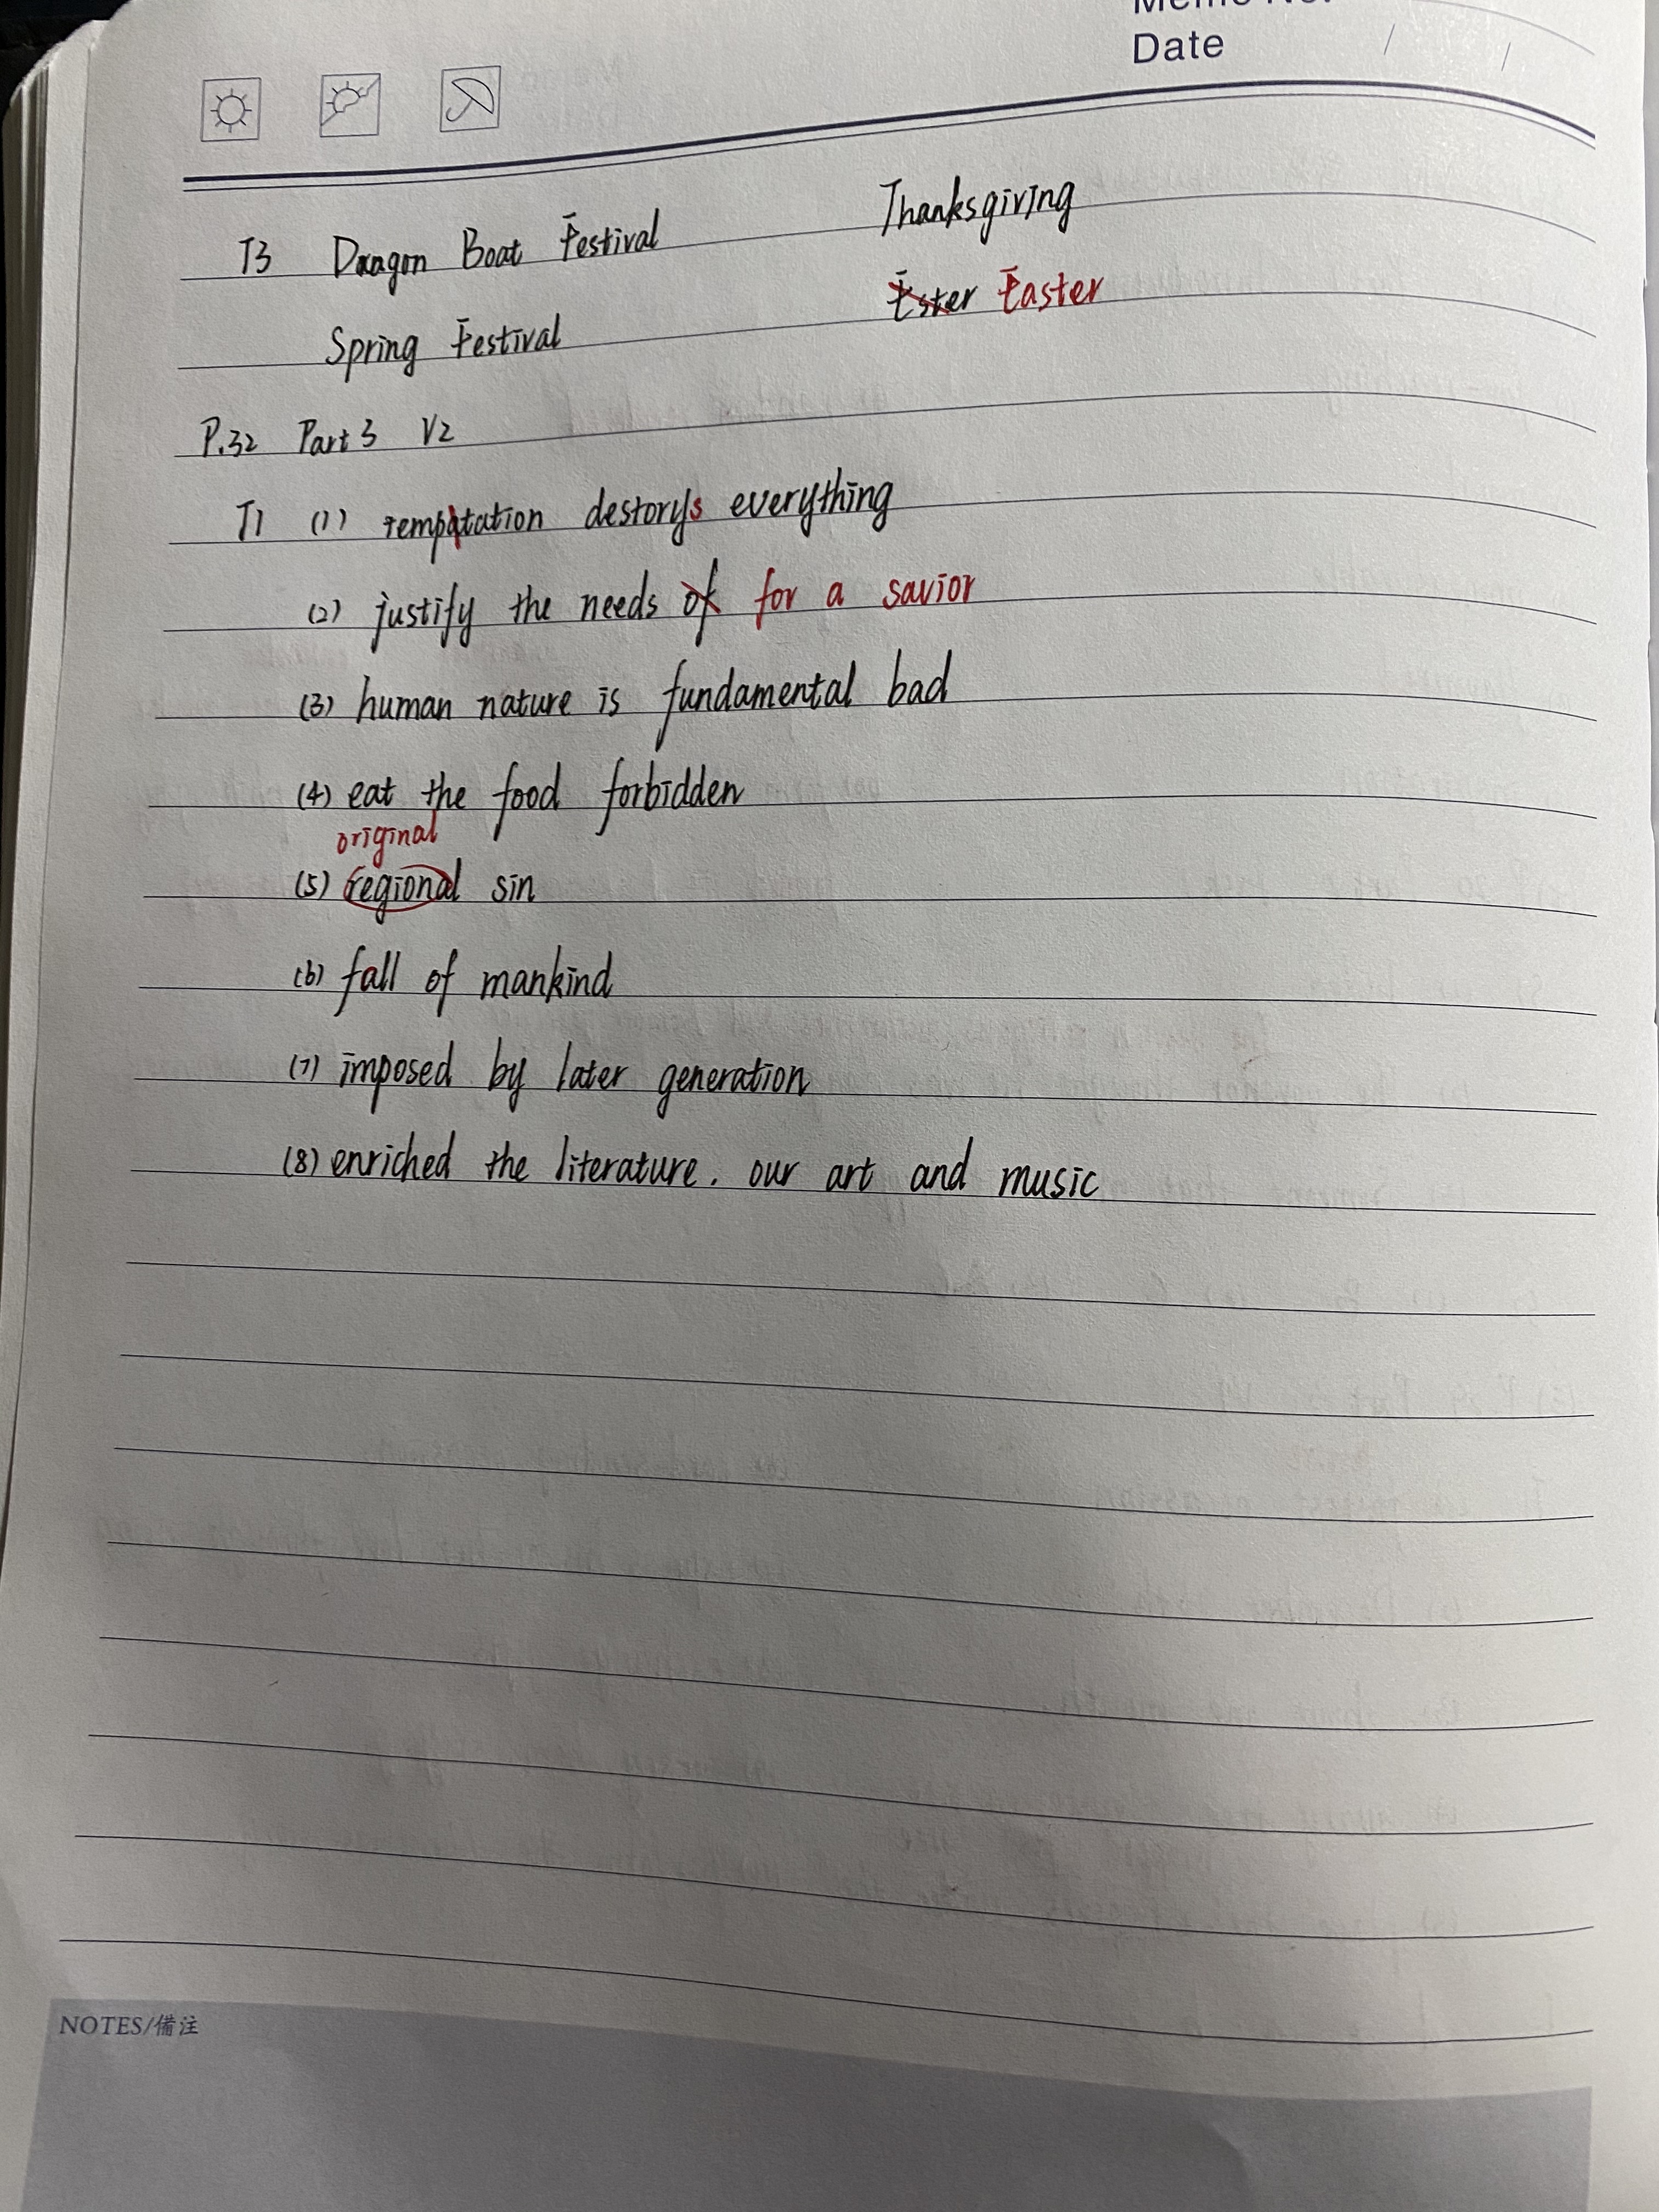 Date / /
T3 Dragon Boat Festival Thanksgiving
Spring Festival Ester Easter
P.32 Part 3 V2
T1 (1) temptation destorys everything
(2) justify the needs of for a savior
(3) human nature is fundamental bad
(4) eat the food forbidden
original
(5) regional sin
(6) fall of mankind
(7) imposed by later generation
(8) enriched the literature. our art and music
NOTES/備注